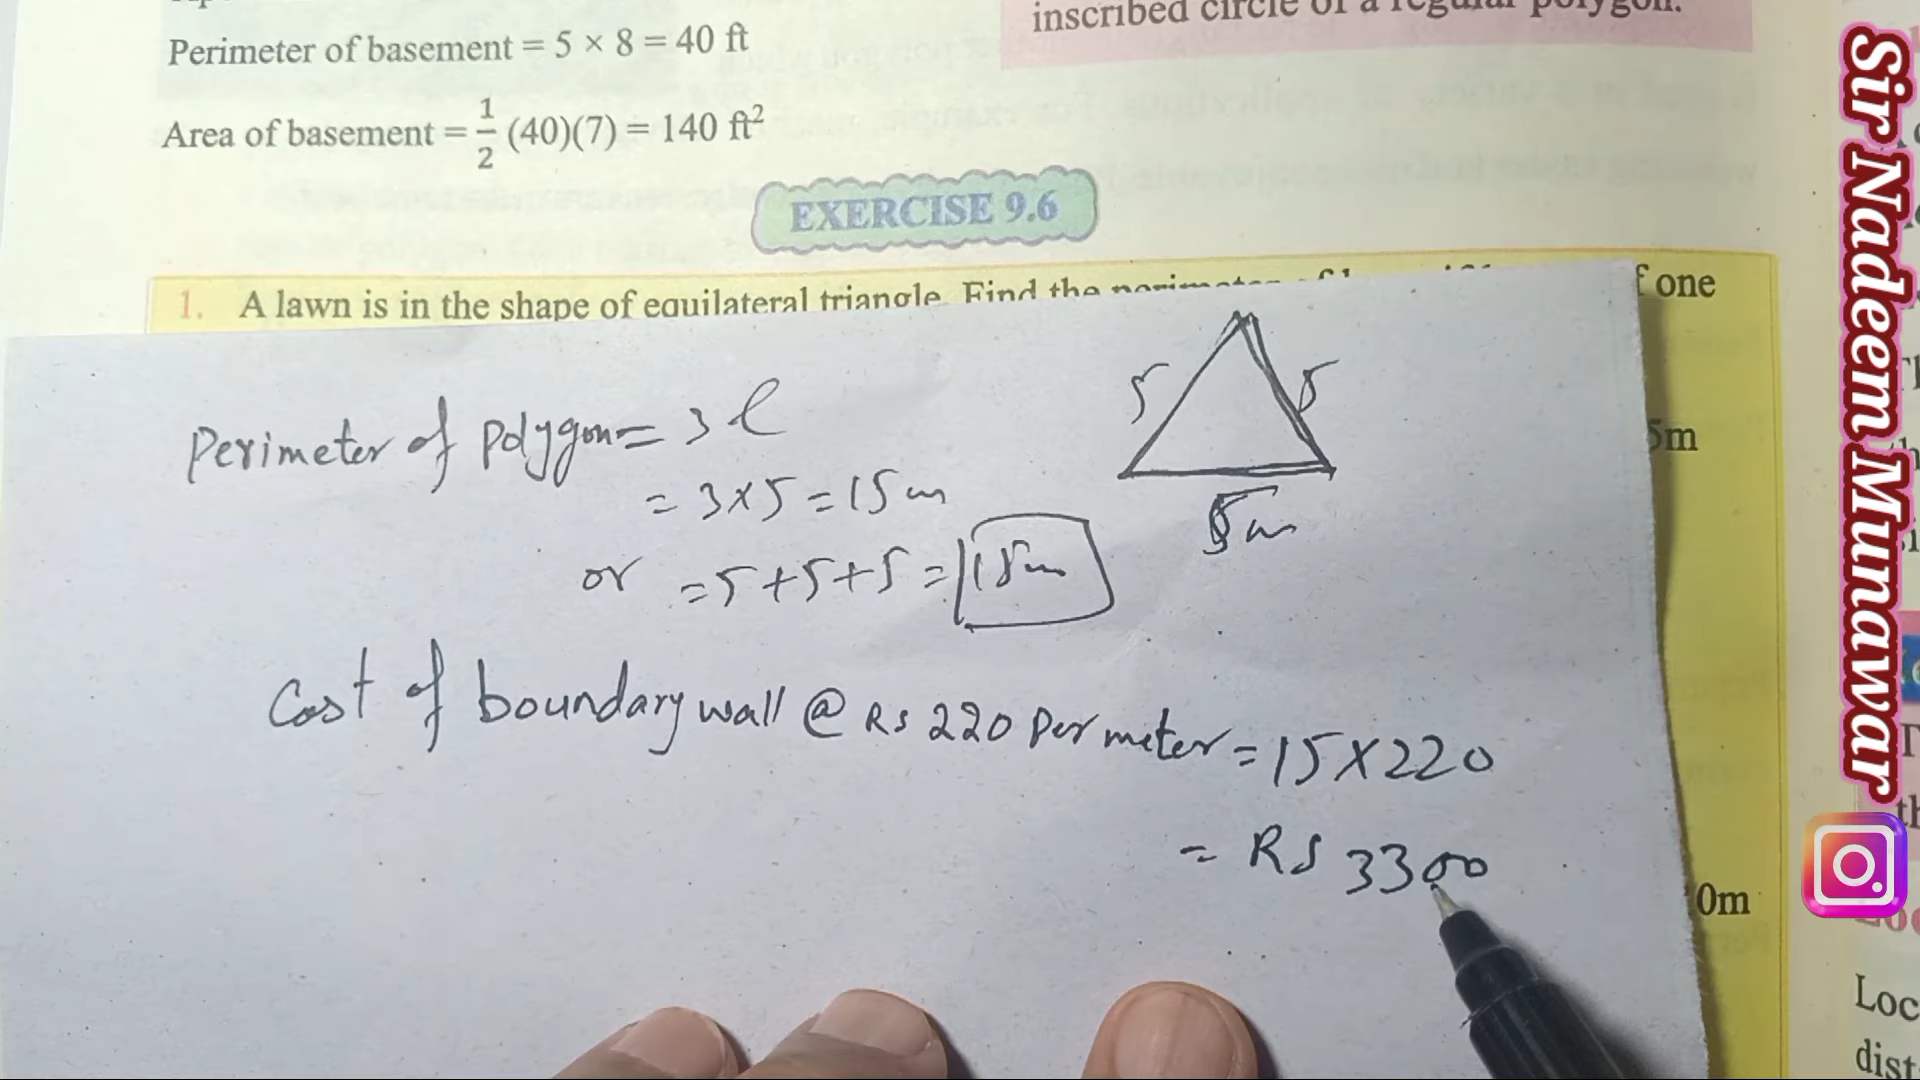 inscribed circle of a regular polygon.
Perimeter of basement = 5 × 8 = 40 ft
Area of basement = 1/2 (40)(7) = 140 ft²
EXERCISE 9.6
1. A lawn is in the shape of equilateral triangle. Find the perimeter of
f one
Perimeter of Polygon = 3 l
= 3 × 5 = 15 m
or = 5 + 5 + 5 = 15m
5
5
5 m
5m
Cost of boundary wall @ Rs 220 Per meter = 15 × 220
= Rs 3300
0m
Loc
dist
Sir Nadeem Munawar